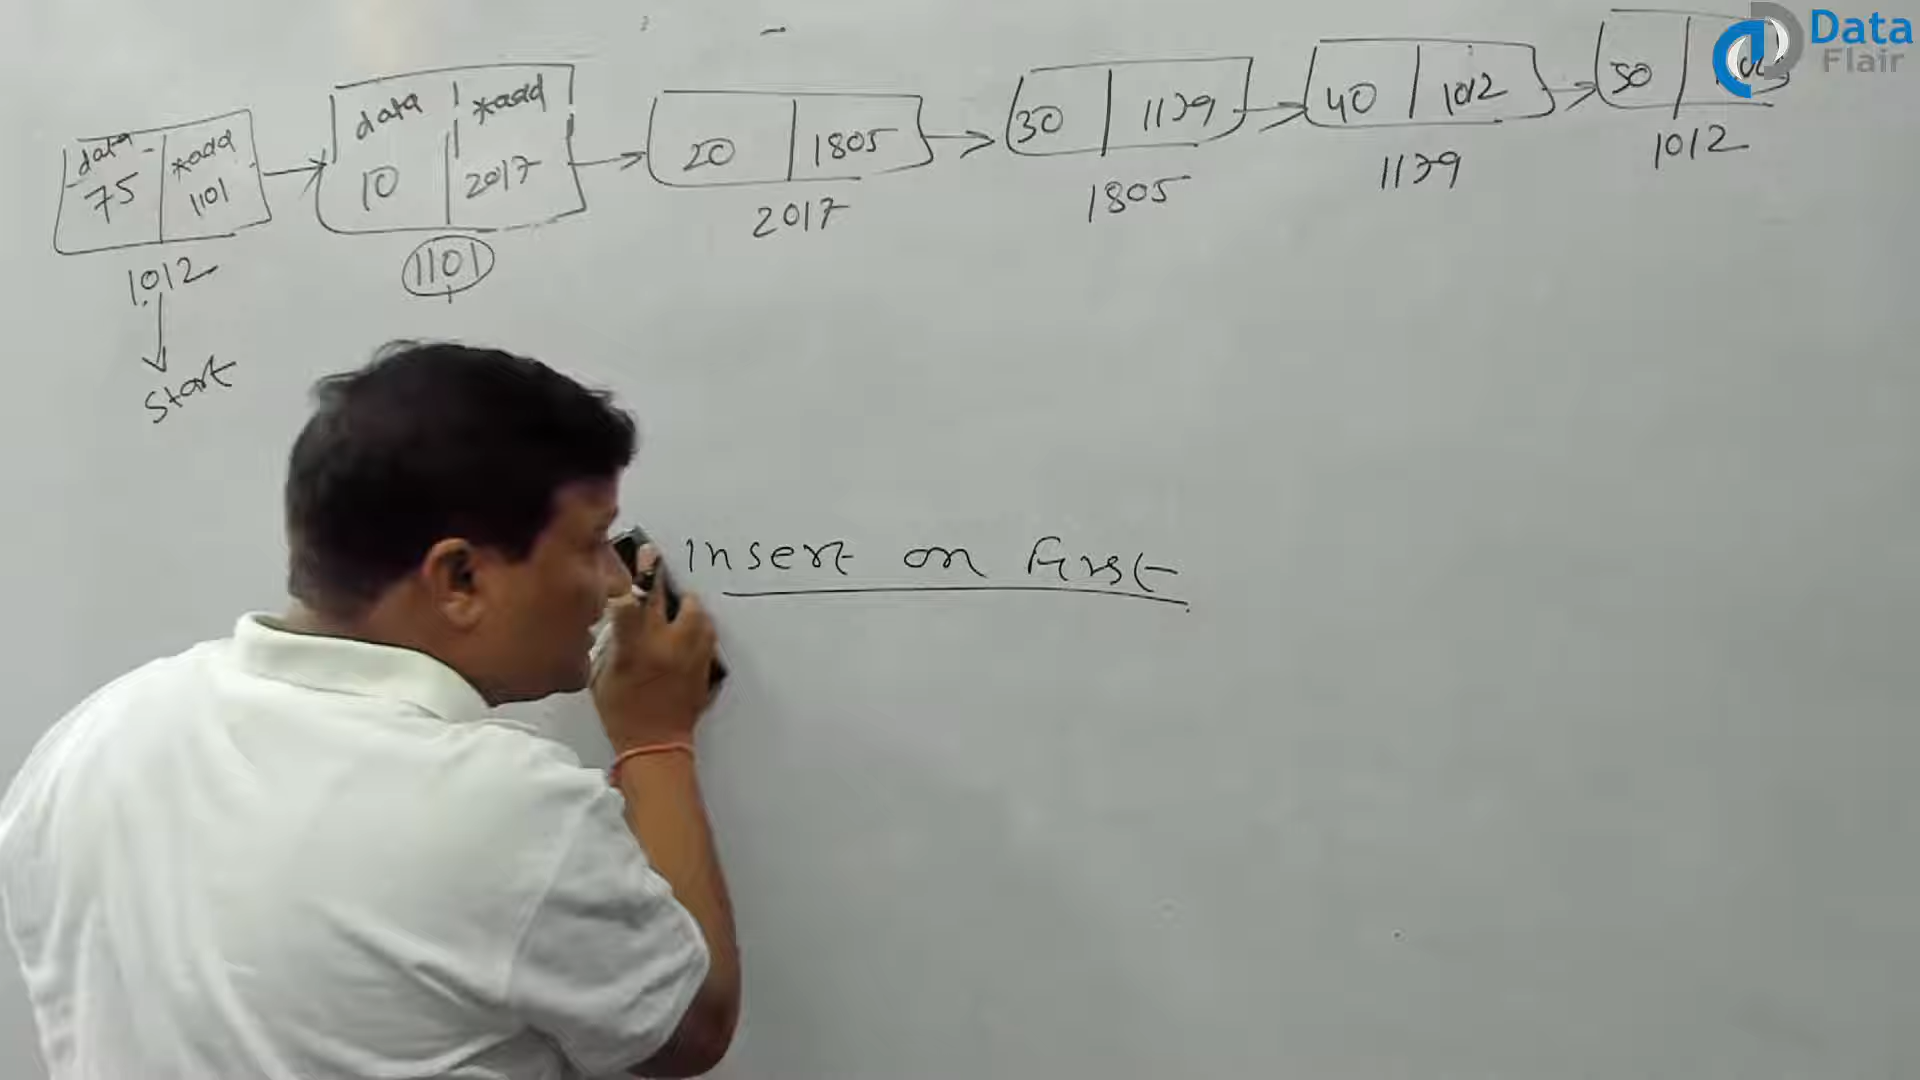 data *add
75 1101
1012
start
data *add
10 2017
1101
20 1805
2017
30 1139
1805
40 1012
1139
50
1012
Insert on First
Data
Flair